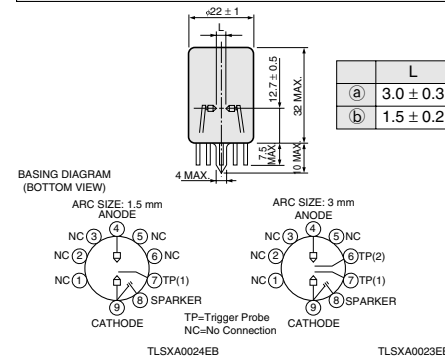 ø22 ± 1
L
12.7 ± 0.5
32 MAX.
7.5 MAX
10 MAX.
4 MAX.
L
ⓐ 3.0 ± 0.3
ⓑ 1.5 ± 0.2
BASING DIAGRAM
(BOTTOM VIEW)
ARC SIZE: 1.5 mm
ANODE
4
NC 3
5 NC
NC 2
6 NC
NC 1
7 TP(1)
8 SPARKER
9
CATHODE
ARC SIZE: 3 mm
ANODE
4
NC 3
5 NC
NC 2
6 TP(2)
NC 1
7 TP(1)
8 SPARKER
9
CATHODE
TP=Trigger Probe
NC=No Connection
TLSXA0024EB
TLSXA0023EB